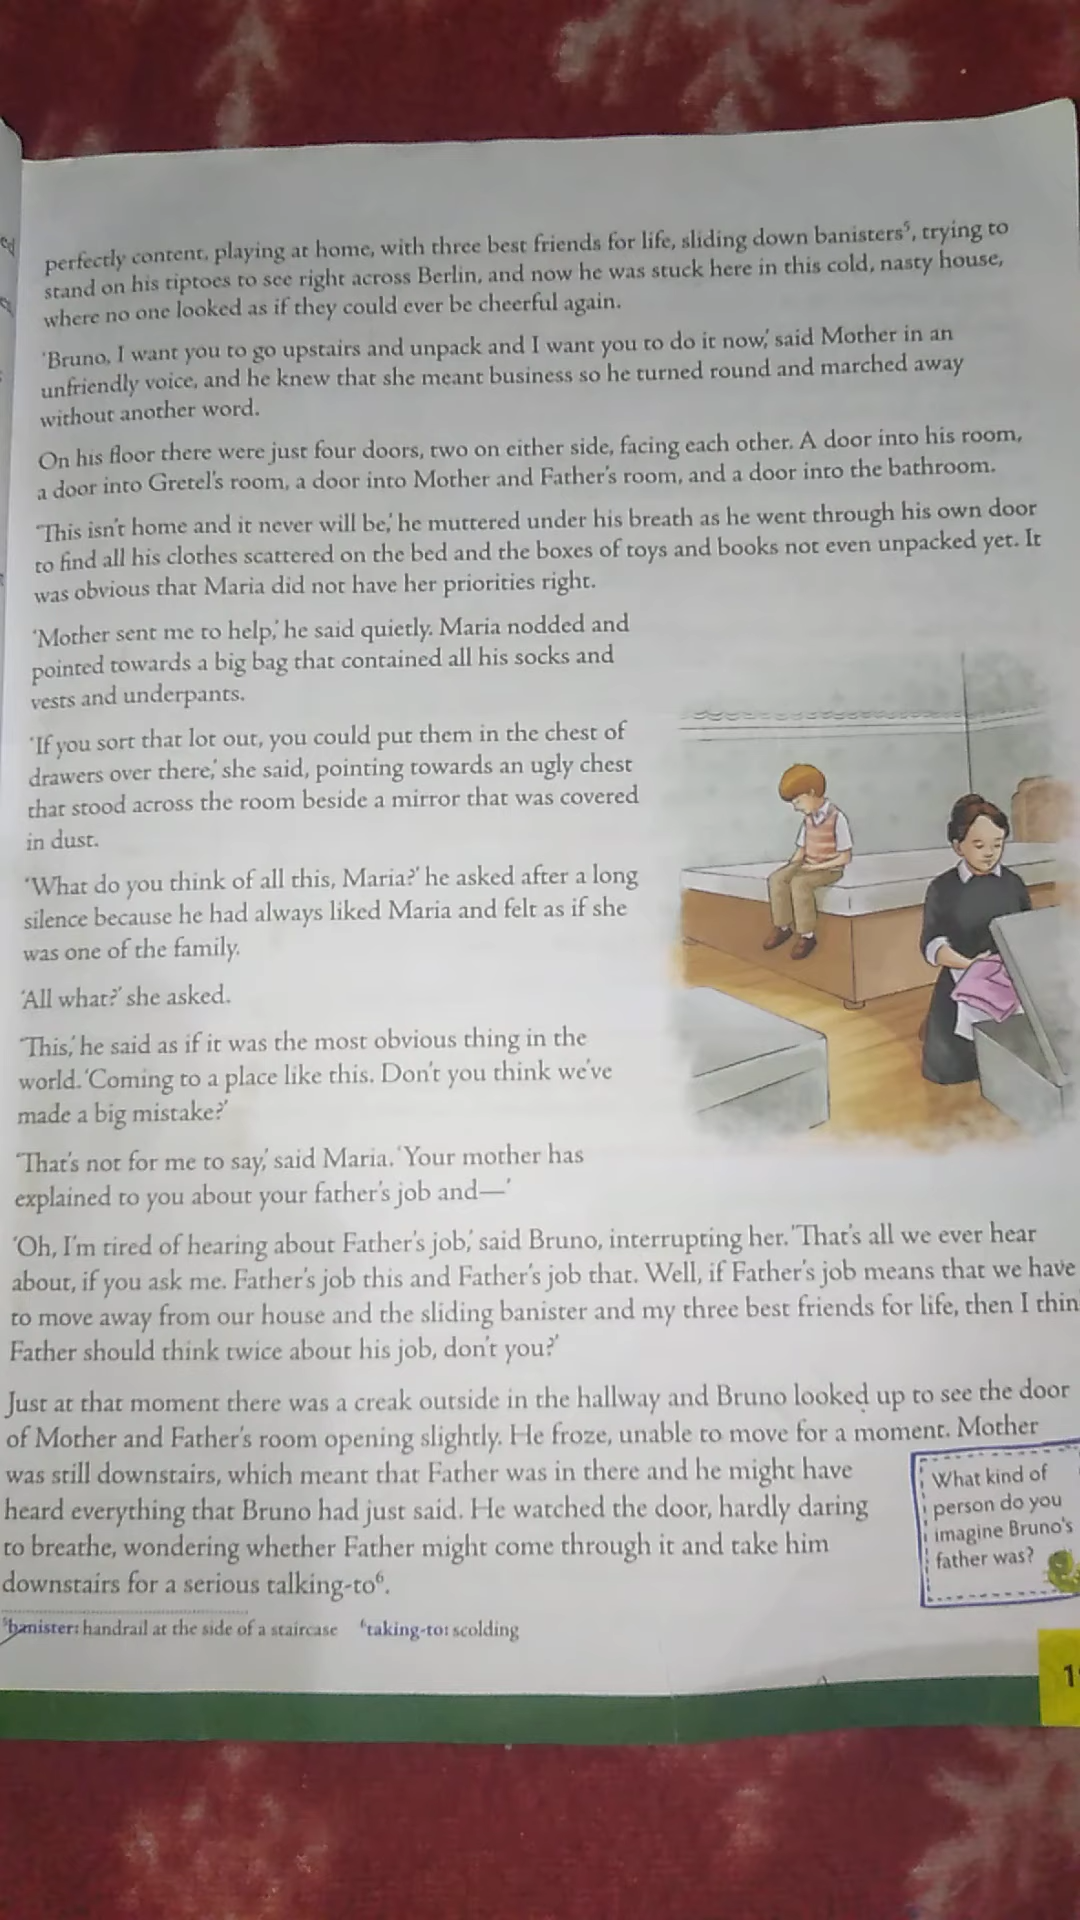 perfectly content, playing at home, with three best friends for life, sliding down banisters⁵, trying to
stand on his tiptoes to see right across Berlin, and now he was stuck here in this cold, nasty house,
where no one looked as if they could ever be cheerful again.
'Bruno, I want you to go upstairs and unpack and I want you to do it now,' said Mother in an
unfriendly voice, and he knew that she meant business so he turned round and marched away
without another word.
On his floor there were just four doors, two on either side, facing each other. A door into his room,
a door into Gretel's room, a door into Mother and Father's room, and a door into the bathroom.
'This isn't home and it never will be,' he muttered under his breath as he went through his own door
to find all his clothes scattered on the bed and the boxes of toys and books not even unpacked yet. It
was obvious that Maria did not have her priorities right.
'Mother sent me to help,' he said quietly. Maria nodded and
pointed towards a big bag that contained all his socks and
vests and underpants.
'If you sort that lot out, you could put them in the chest of
drawers over there,' she said, pointing towards an ugly chest
that stood across the room beside a mirror that was covered
in dust.
'What do you think of all this, Maria?' he asked after a long
silence because he had always liked Maria and felt as if she
was one of the family.
'All what?' she asked.
'This,' he said as if it was the most obvious thing in the
world. 'Coming to a place like this. Don't you think we've
made a big mistake?'
'That's not for me to say,' said Maria. 'Your mother has
explained to you about your father's job and—'
'Oh, I'm tired of hearing about Father's job,' said Bruno, interrupting her. 'That's all we ever hear
about, if you ask me. Father's job this and Father's job that. Well, if Father's job means that we have
to move away from our house and the sliding banister and my three best friends for life, then I thin
Father should think twice about his job, don't you?'
Just at that moment there was a creak outside in the hallway and Bruno looked up to see the door
of Mother and Father's room opening slightly. He froze, unable to move for a moment. Mother
was still downstairs, which meant that Father was in there and he might have
heard everything that Bruno had just said. He watched the door, hardly daring
to breathe, wondering whether Father might come through it and take him
downstairs for a serious talking-to⁶.
What kind of
person do you
imagine Bruno's
father was?
⁵banister: handrail at the side of a staircase ⁶taking-to: scolding